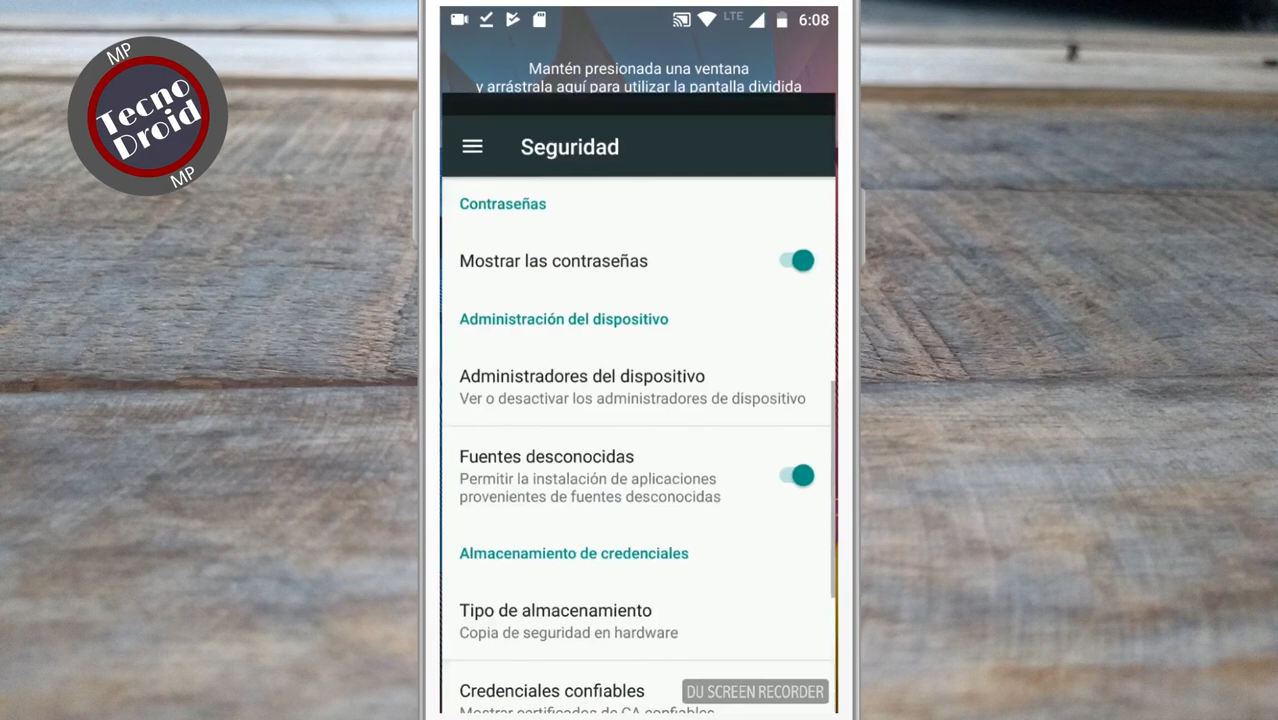 MP
Tecno
Droid
MP
LTE
6:08
Mantén presionada una ventana
y arrástrala aquí para utilizar la pantalla dividida
Seguridad
Contraseñas
Mostrar las contraseñas
Administración del dispositivo
Administradores del dispositivo
Ver o desactivar los administradores de dispositivo
Fuentes desconocidas
Permitir la instalación de aplicaciones
provenientes de fuentes desconocidas
Almacenamiento de credenciales
Tipo de almacenamiento
Copia de seguridad en hardware
Credenciales confiables
Mostrar certificados de CA confiables
DU SCREEN RECORDER